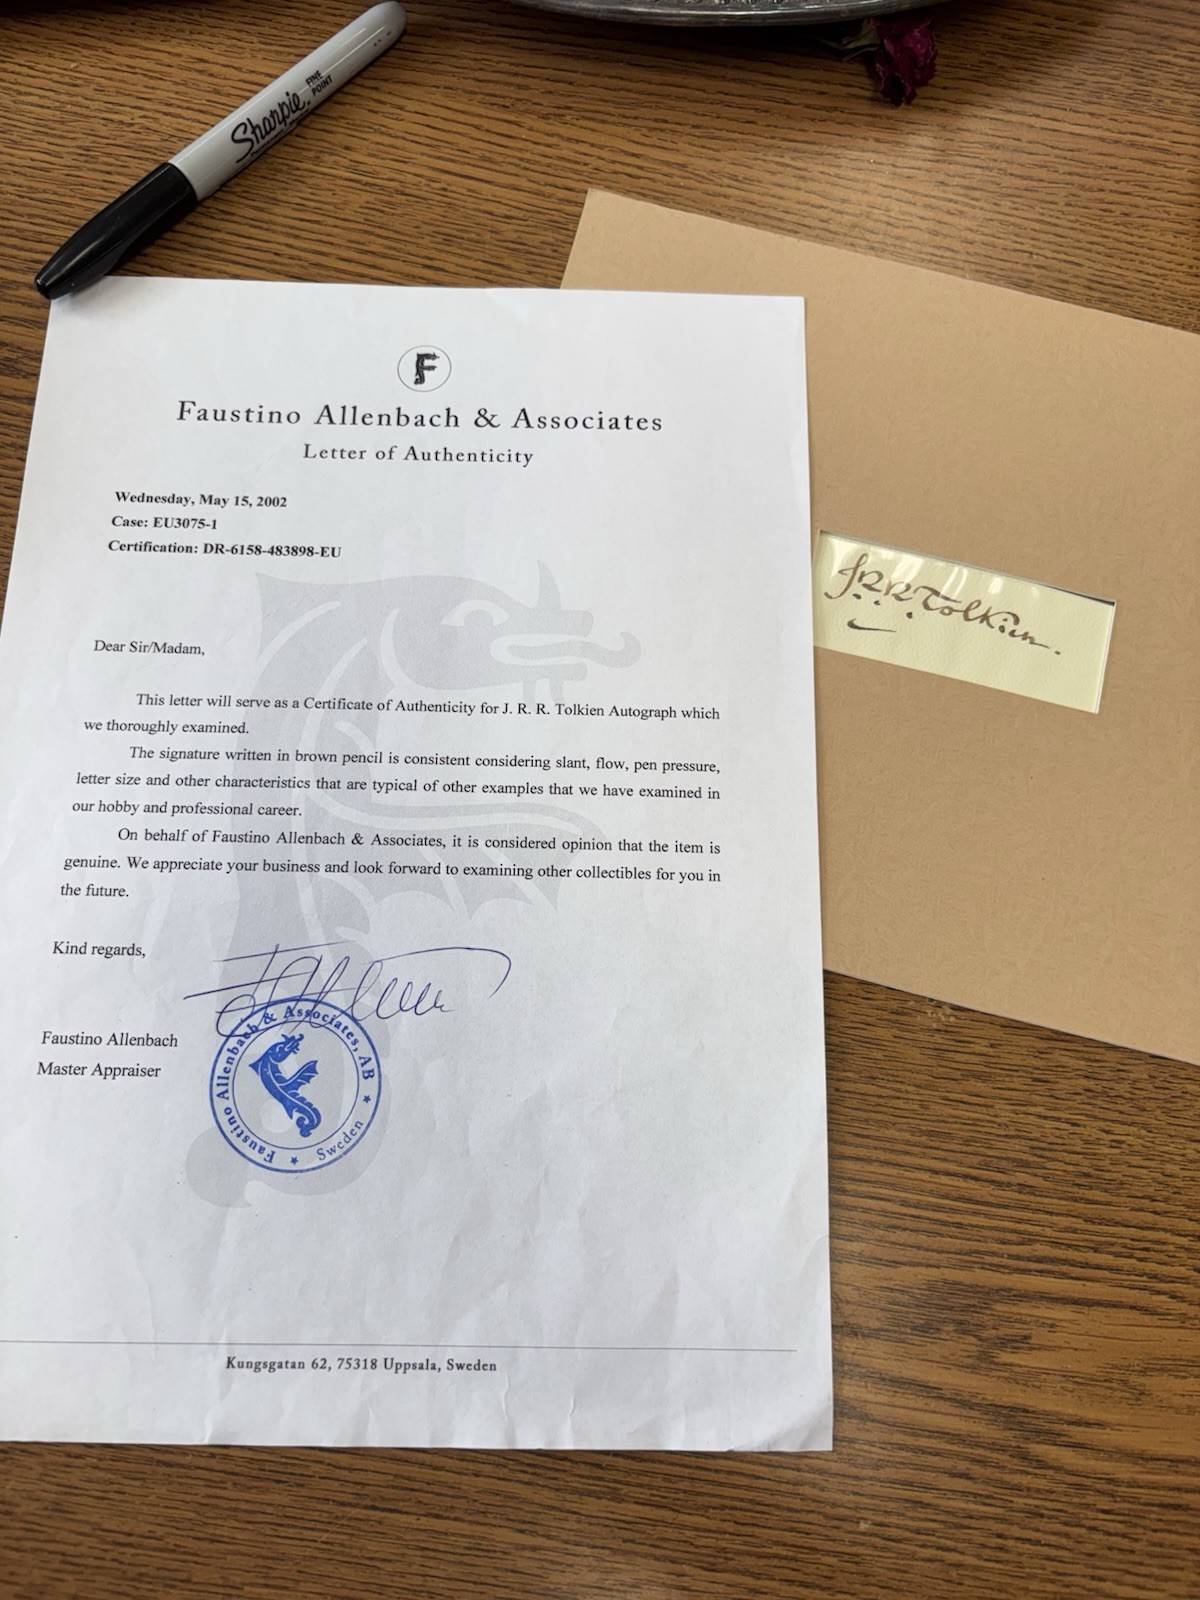 Sharpie.
FINE
POINT
F
Faustino Allenbach & Associates
Letter of Authenticity
Wednesday, May 15, 2002
Case: EU3075-1
Certification: DR-6158-483898-EU
Dear Sir/Madam,
This letter will serve as a Certificate of Authenticity for J. R. R. Tolkien Autograph which
we thoroughly examined.
The signature written in brown pencil is consistent considering slant, flow, pen pressure,
letter size and other characteristics that are typical of other examples that we have examined in
our hobby and professional career.
On behalf of Faustino Allenbach & Associates, it is considered opinion that the item is
genuine. We appreciate your business and look forward to examining other collectibles for you in
the future.
Kind regards,
Faustino Allenbach
Master Appraiser
Faustino Allenbach & Associates, AB ★ Sweden ★
Kungsgatan 62, 75318 Uppsala, Sweden
JRRTolkien.